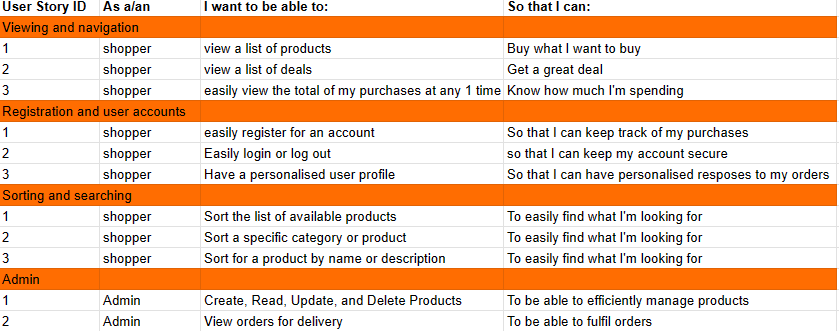 User Story ID As a/an I want to be able to: So that I can:
Viewing and navigation
1 shopper view a list of products Buy what I want to buy
2 shopper view a list of deals Get a great deal
3 shopper easily view the total of my purchases at any 1 time Know how much I'm spending
Registration and user accounts
1 shopper easily register for an account So that I can keep track of my purchases
2 shopper Easily login or log out so that I can keep my account secure
3 shopper Have a personalised user profile So that I can have personalised resposes to my orders
Sorting and searching
1 shopper Sort the list of available products To easily find what I'm looking for
2 shopper Sort a specific category or product To easily find what I'm looking for
3 shopper Sort for a product by name or description To easily find what I'm looking for
Admin
1 Admin Create, Read, Update, and Delete Products To be able to efficiently manage products
2 Admin View orders for delivery To be able to fulfil orders